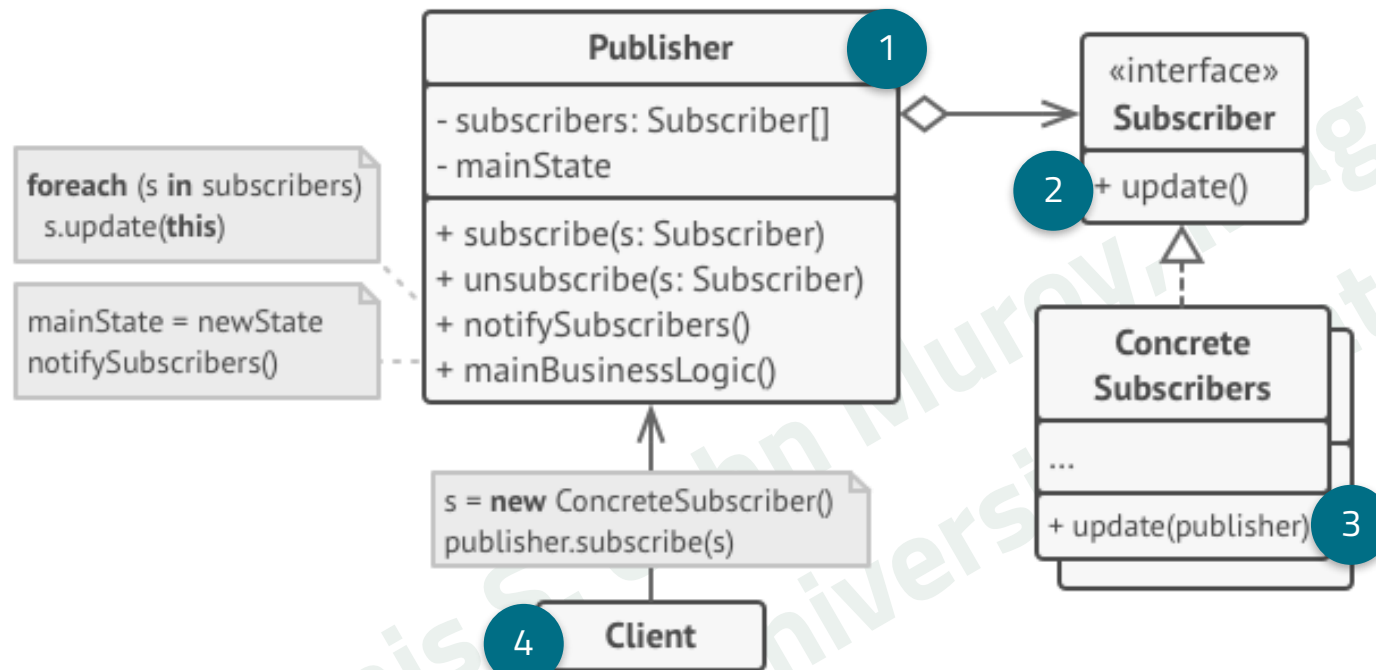 Publisher
1
- subscribers: Subscriber[]
- mainState
+ subscribe(s: Subscriber)
+ unsubscribe(s: Subscriber)
+ notifySubscribers()
+ mainBusinessLogic()
foreach (s in subscribers)
s.update(this)
mainState = newState
notifySubscribers()
«interface»
Subscriber
2
+ update()
Concrete
Subscribers
...
+ update(publisher)
3
s = new ConcreteSubscriber()
publisher.subscribe(s)
4
Client